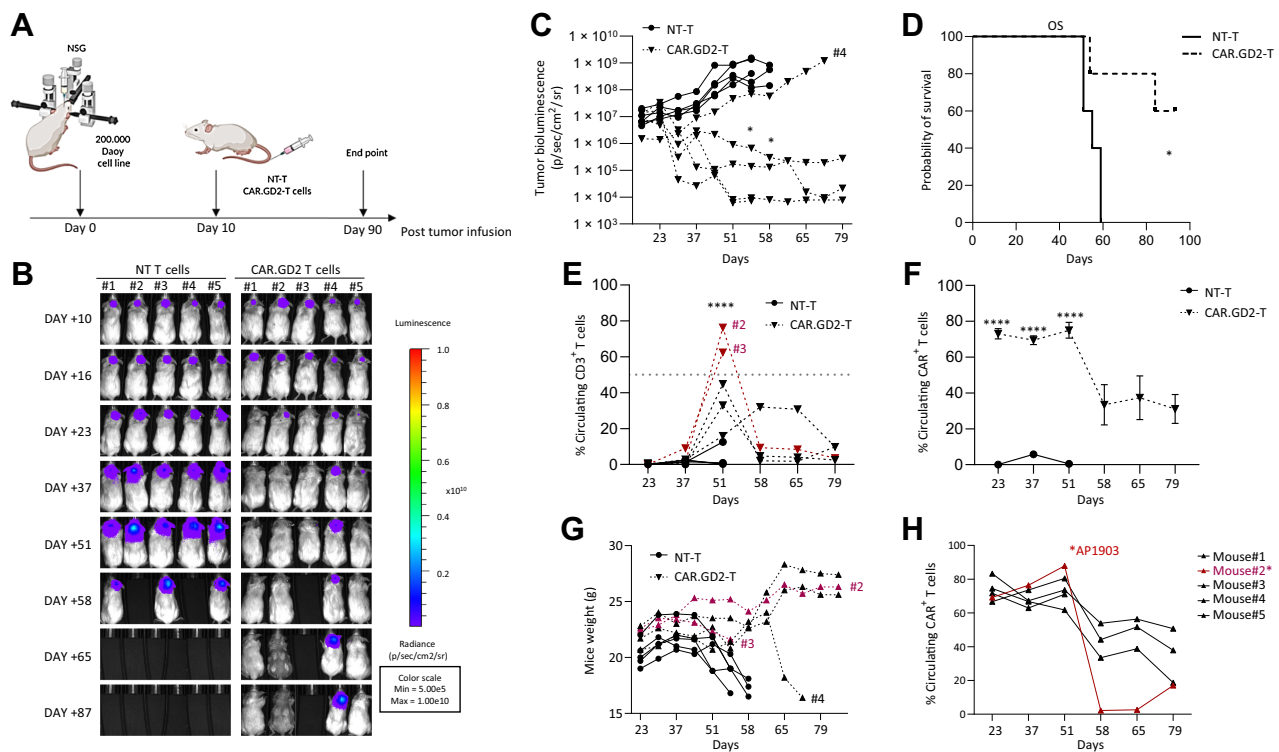 A
NSG
200.000
Daoy
cell line
NT-T
CAR.GD2-T cells
End point
Day 0
Day 10
Day 90
Post tumor infusion
B
NT T cells
CAR.GD2 T cells
#1 #2 #3 #4 #5
#1 #2 #3 #4 #5
DAY +10
DAY +16
DAY +23
DAY +37
DAY +51
DAY +58
DAY +65
DAY +87
Luminescence
1.0
0.8
0.6
x10¹⁰
0.4
0.2
Radiance
(p/sec/cm2/sr)
Color scale
Min = 5.00e5
Max = 1.00e10
C
Tumor bioluminescence
(p/sec/cm²/sr)
1 × 10¹⁰
1 × 10⁹
1 × 10⁸
1 × 10⁷
1 × 10⁶
1 × 10⁵
1 × 10⁴
1 × 10³
NT-T
CAR.GD2-T
#4
* *
23 37 51 58 65 79
Days
D
OS
NT-T
CAR.GD2-T
Probability of survival
100
80
60
40
20
0
*
0 20 40 60 80 100
Days
E
% Circulating CD3⁺ T cells
100
80
60
40
20
0
****
#2
#3
NT-T
CAR.GD2-T
23 37 51 58 65 79
Days
F
% Circulating CAR⁺ T cells
100
80
60
40
20
0
**** **** ****
NT-T
CAR.GD2-T
23 37 51 58 65 79
Days
G
Mice weight (g)
30
25
20
15
NT-T
CAR.GD2-T
#2
#3
#4
23 37 51 58 65 79
Days
H
% Circulating CAR⁺ T cells
100
80
60
40
20
0
*AP1903
Mouse#1
Mouse#2*
Mouse#3
Mouse#4
Mouse#5
23 37 51 58 65 79
Days